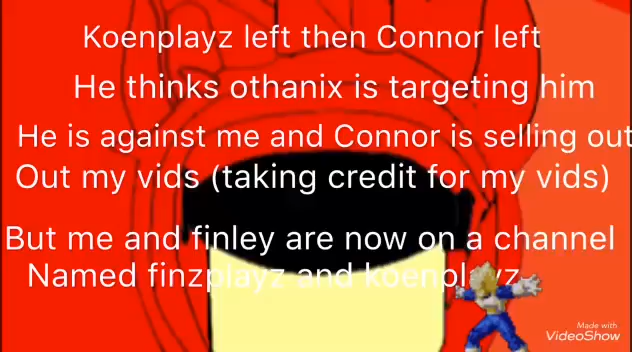 Koenplayz left then Connor left
He thinks othanix is targeting him
He is against me and Connor is selling out
Out my vids (taking credit for my vids)
But me and finley are now on a channel
Named finzplayz and koenplayz
Made with
VideoShow